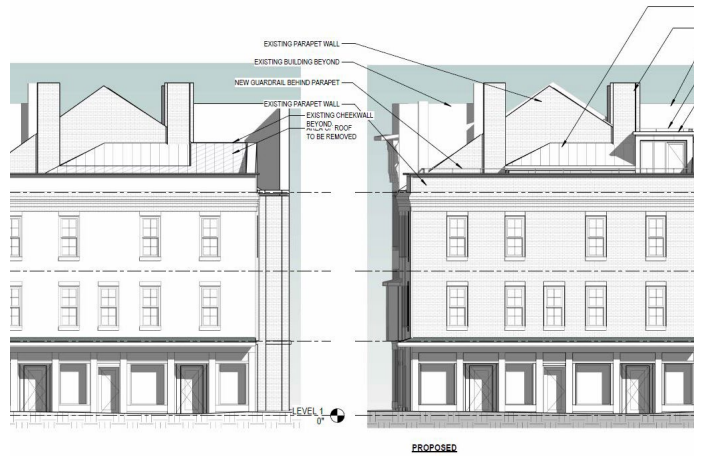 EXISTING PARAPET WALL
EXISTING BUILDING BEYOND
NEW GUARDRAIL BEHIND PARAPET
EXISTING PARAPET WALL
EXISTING CHEEKWALL
BEYOND
TO BE REMOVED
LEVEL 1
0"
PROPOSED